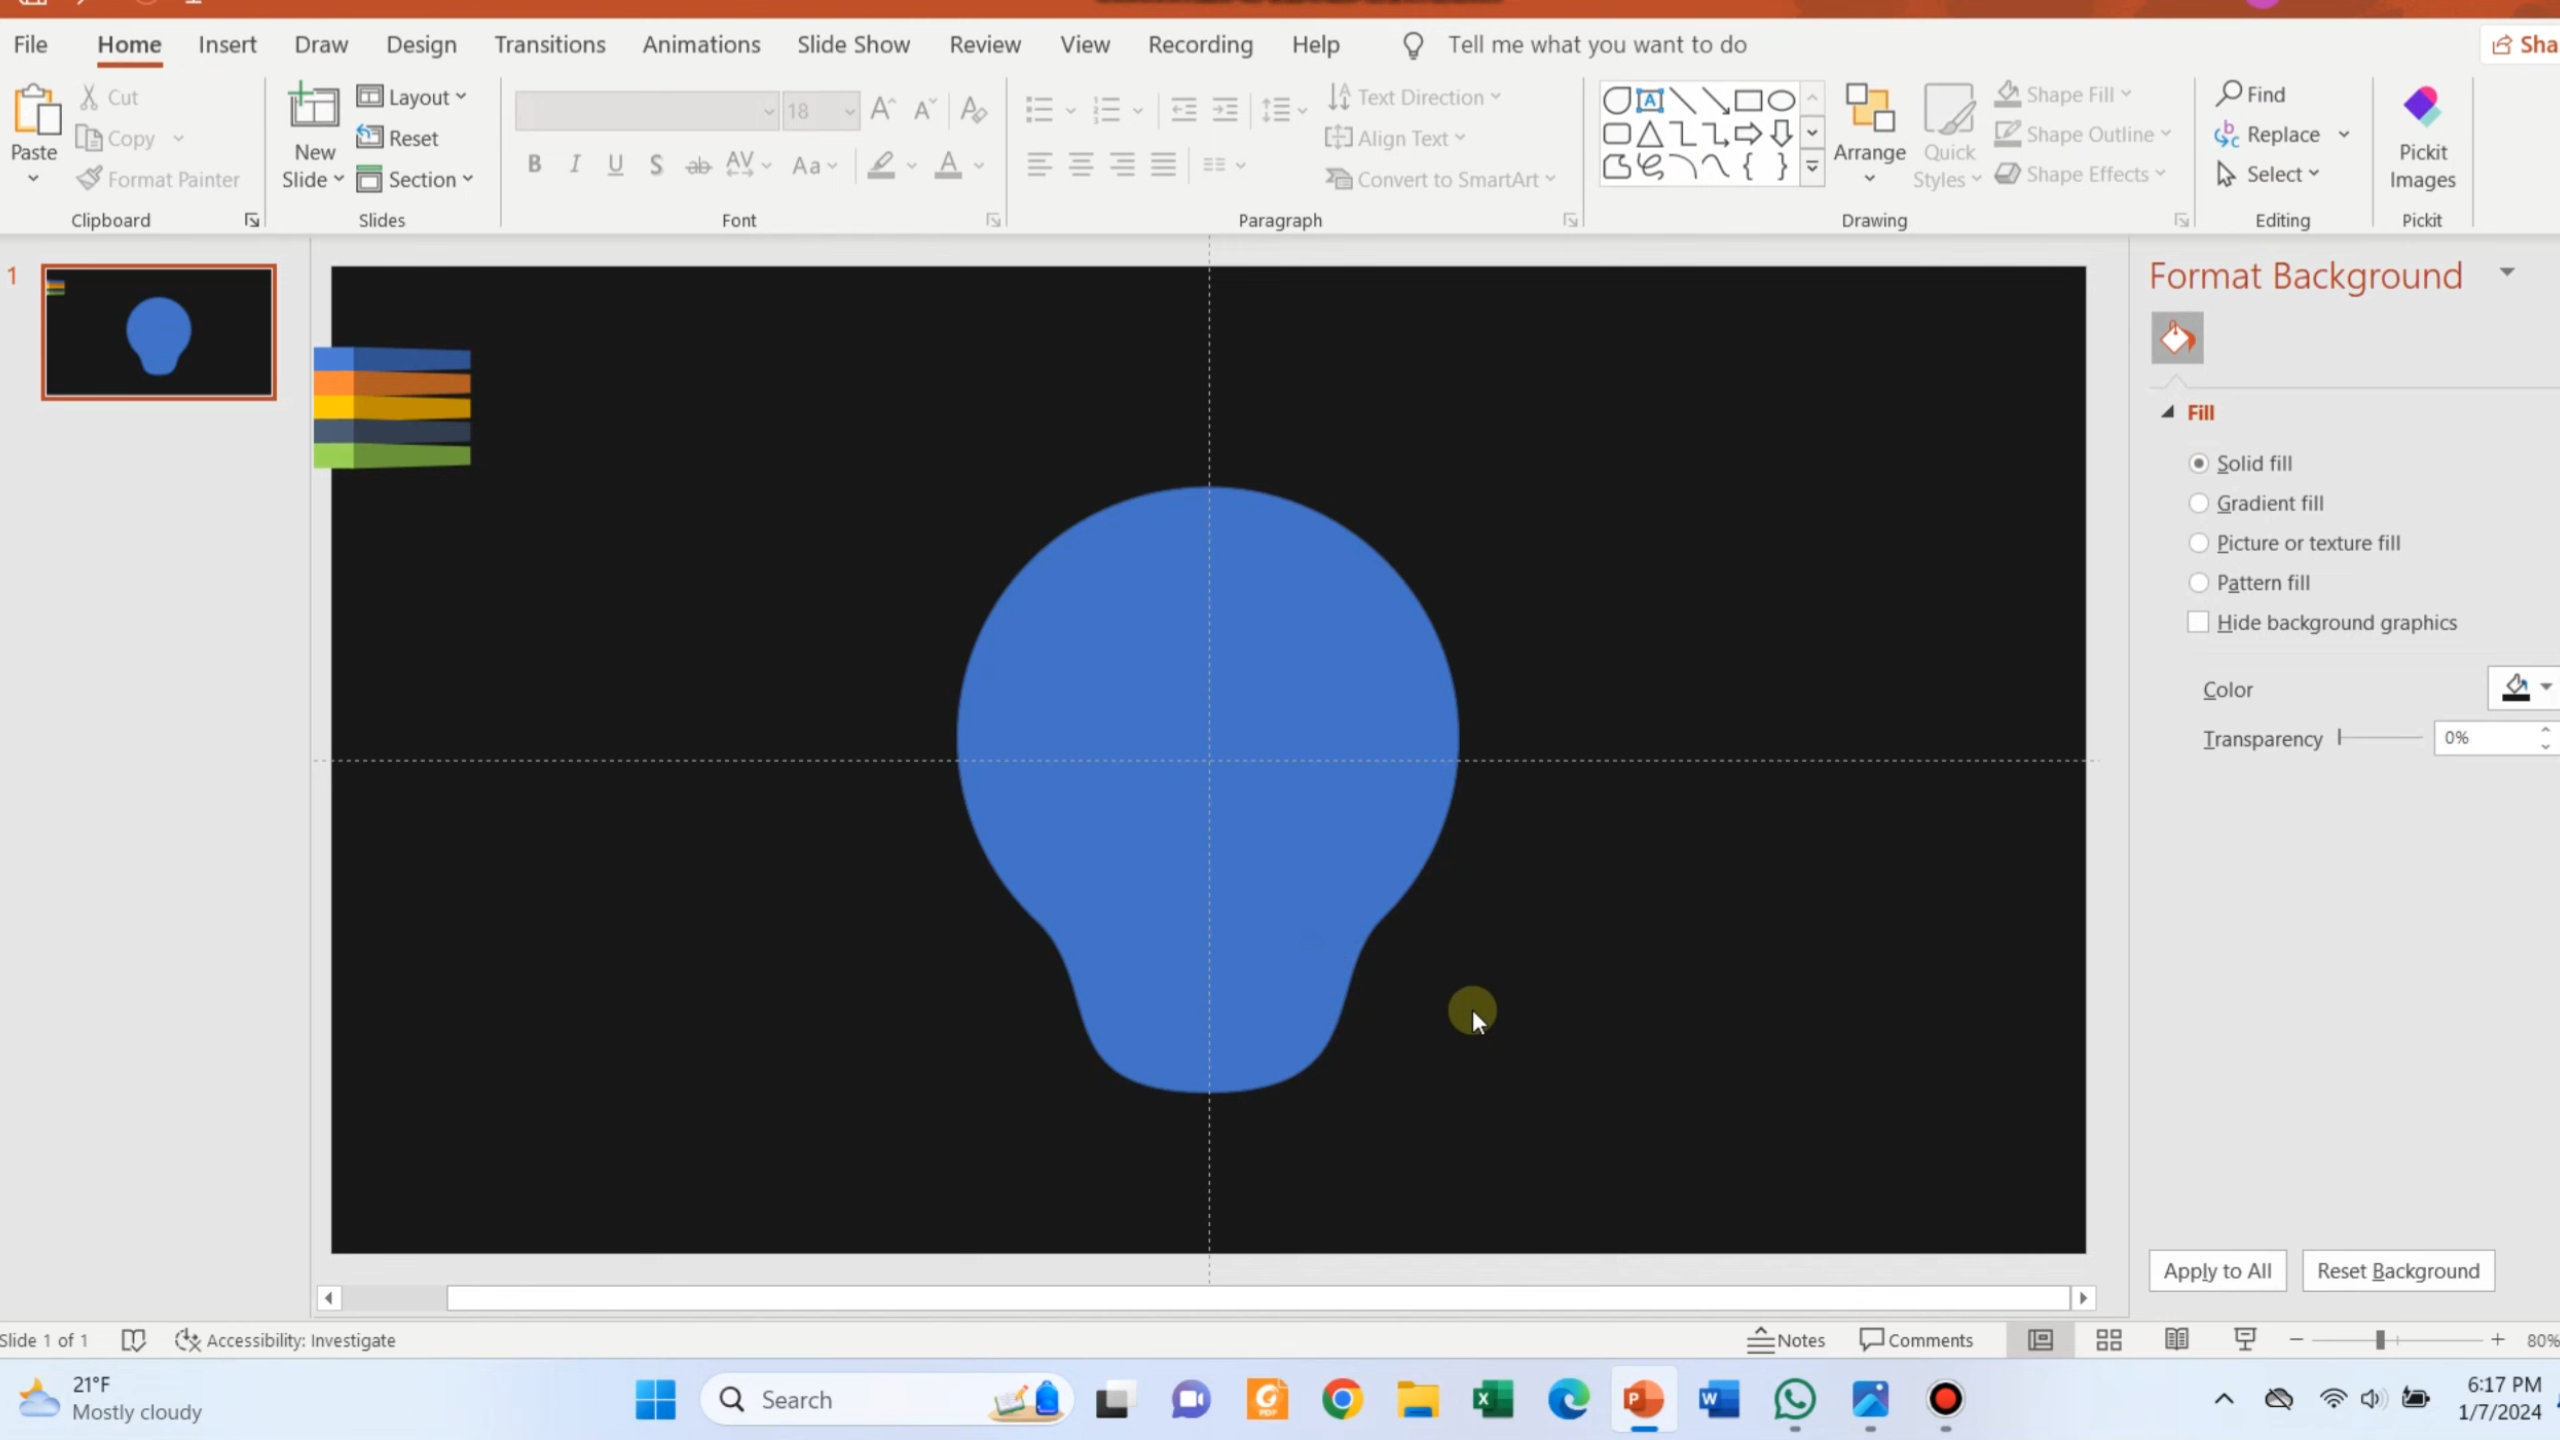 File Home Insert Draw Design Transitions Animations Slide Show Review View Recording Help Tell me what you want to do Sha
Paste
Cut
Copy
Format Painter
Clipboard
New
Slide
Layout
Reset
Section
Slides
18
A A A
B I U S ab AV Aa A
Font
Text Direction
Align Text
Convert to SmartArt
Paragraph
A
Arrange
Quick
Styles
Shape Fill
Shape Outline
Shape Effects
Drawing
Find
Replace
Select
Editing
Pickit
Images
Pickit
1
Format Background
Fill
Solid fill
Gradient fill
Picture or texture fill
Pattern fill
Hide background graphics
Color
Transparency 0%
Apply to All Reset Background
Slide 1 of 1 Accessibility: Investigate Notes Comments 80%
21°F
Mostly cloudy
Search
PDF
X
P
W
6:17 PM
1/7/2024